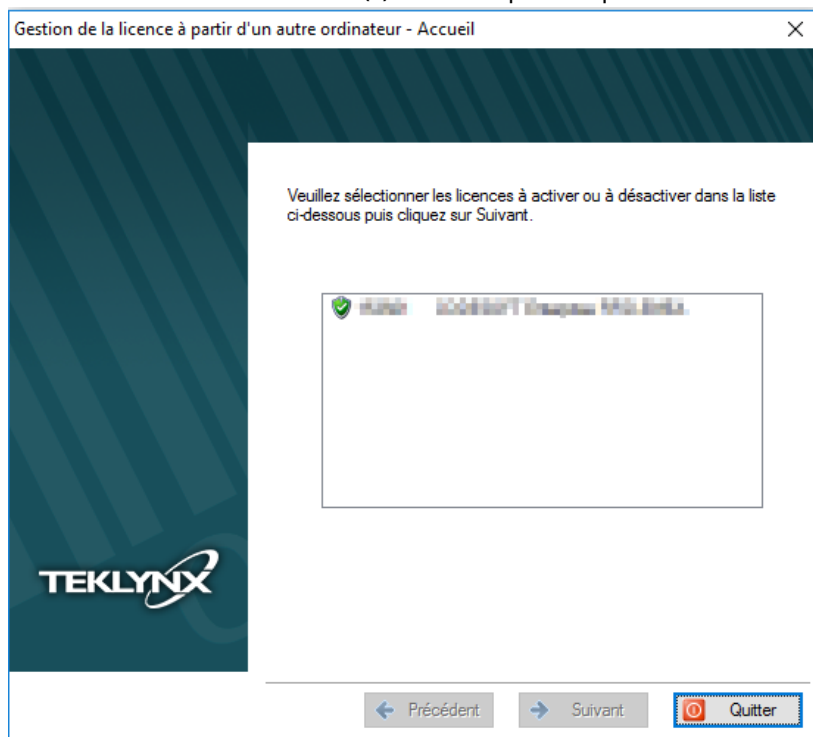 Gestion de la licence à partir d'un autre ordinateur - Accueil
Veuillez sélectionner les licences à activer ou à désactiver dans la liste
ci-dessous puis cliquez sur Suivant.
TEKLYNX
Précédent Suivant Quitter